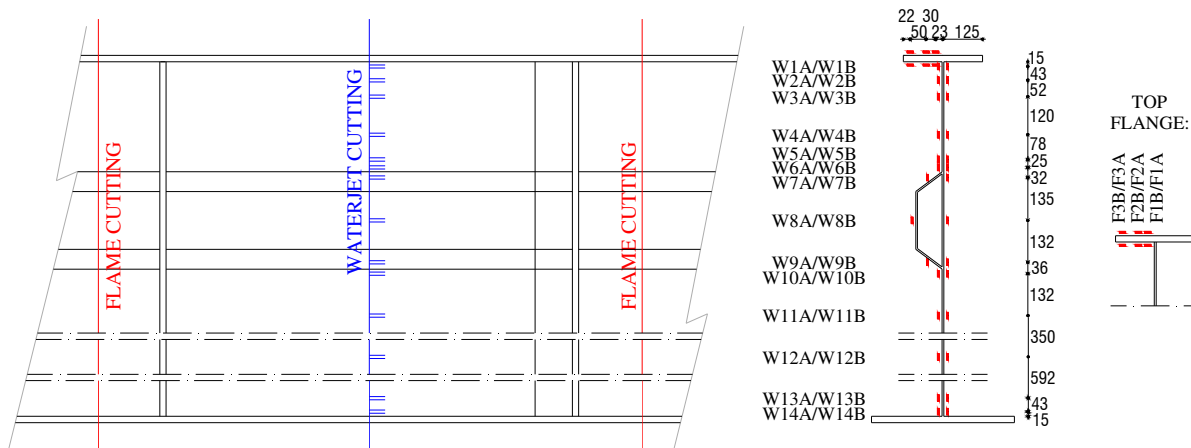 22 30
50 23 125
W1A/W1B
W2A/W2B
W3A/W3B
W4A/W4B
W5A/W5B
W6A/W6B
W7A/W7B
W8A/W8B
W9A/W9B
W10A/W10B
W11A/W11B
W12A/W12B
W13A/W13B
W14A/W14B
15
43
52
120
78
25
32
135
132
36
132
350
592
43
15
FLAME CUTTING
WATERJET CUTTING
FLAME CUTTING
TOP
FLANGE:
F3B/F3A
F2B/F2A
F1B/F1A